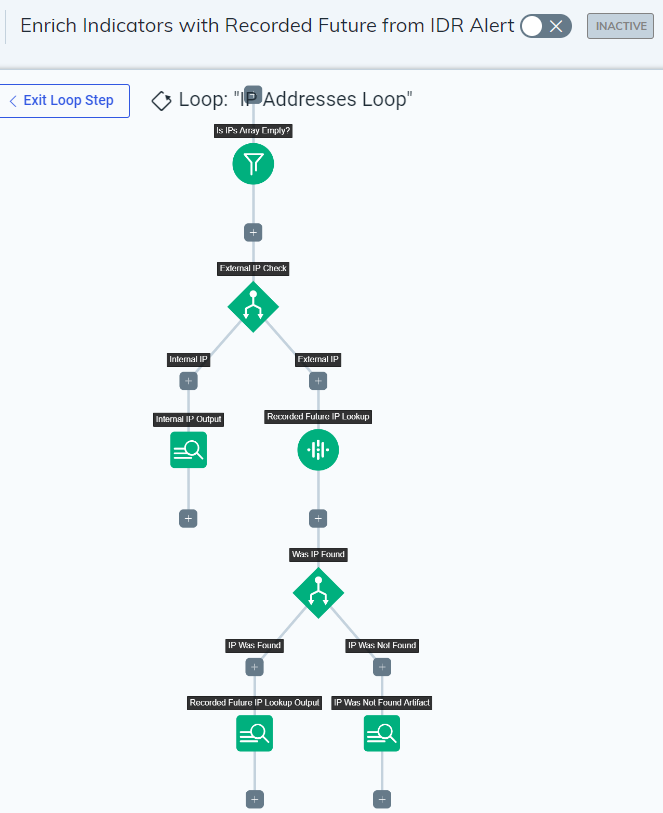 Enrich Indicators with Recorded Future from IDR Alert
INACTIVE
Exit Loop Step
Loop: "IP Addresses Loop"
Is IPs Array Empty?
External IP Check
Internal IP
External IP
Internal IP Output
Recorded Future IP Lookup
Was IP Found
IP Was Found
IP Was Not Found
Recorded Future IP Lookup Output
IP Was Not Found Artifact